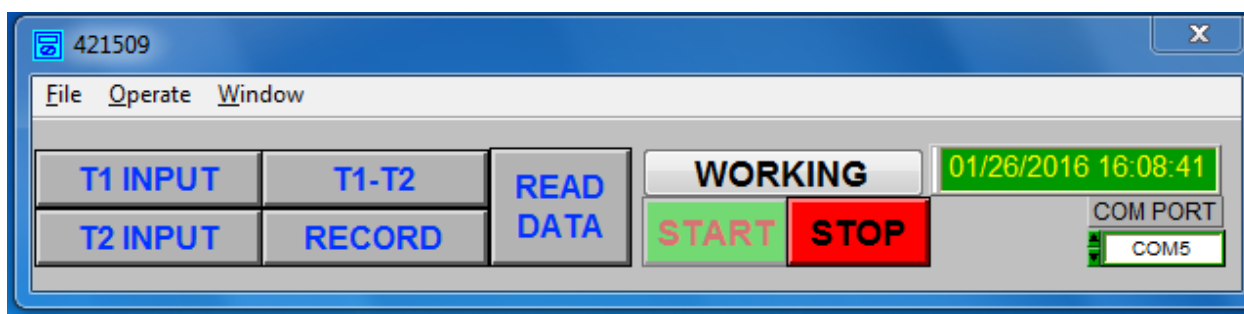 421509
File Operate Window
T1 INPUT T1-T2 READ DATA WORKING 01/26/2016 16:08:41
T2 INPUT RECORD START STOP COM PORT
COM5